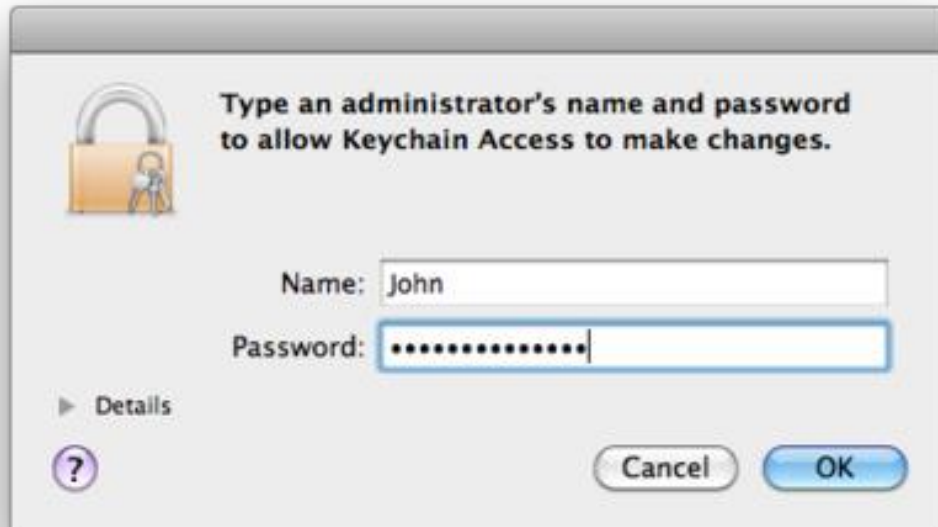 Type an administrator's name and password
to allow Keychain Access to make changes.
Name: John
Password: ••••••••••••••
Details
? Cancel OK